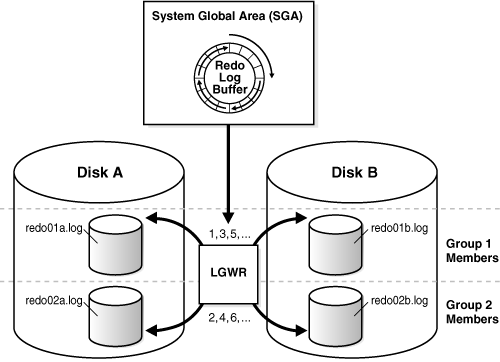 System Global Area (SGA)
Redo
Log
Buffer
Disk A
Disk B
redo01a.log
1, 3, 5, ...
redo01b.log
Group 1
Members
LGWR
redo02a.log
2, 4, 6, ...
redo02b.log
Group 2
Members